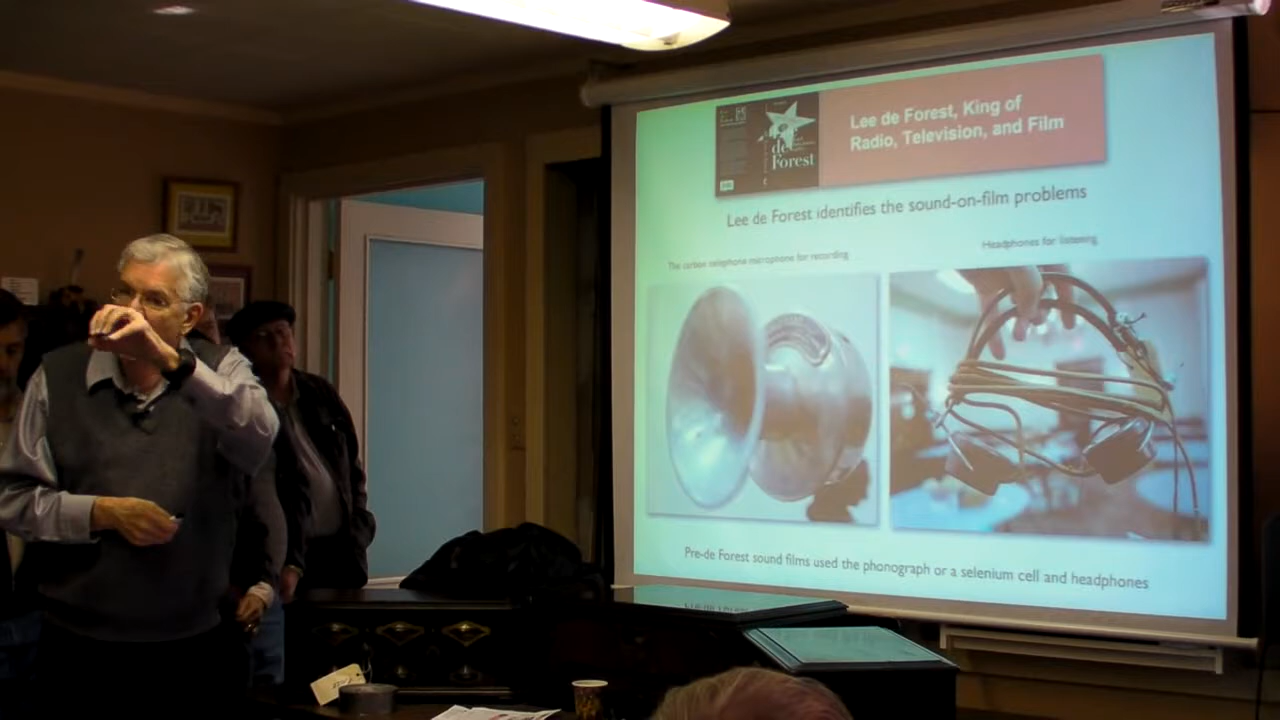 Lee de Forest, King of
Radio, Television, and Film
de
Forest
Lee de Forest identifies the sound-on-film problems
The carbon telephone microphone for recording
Headphones for listening
Pre-de Forest sound films used the phonograph or a selenium cell and headphones